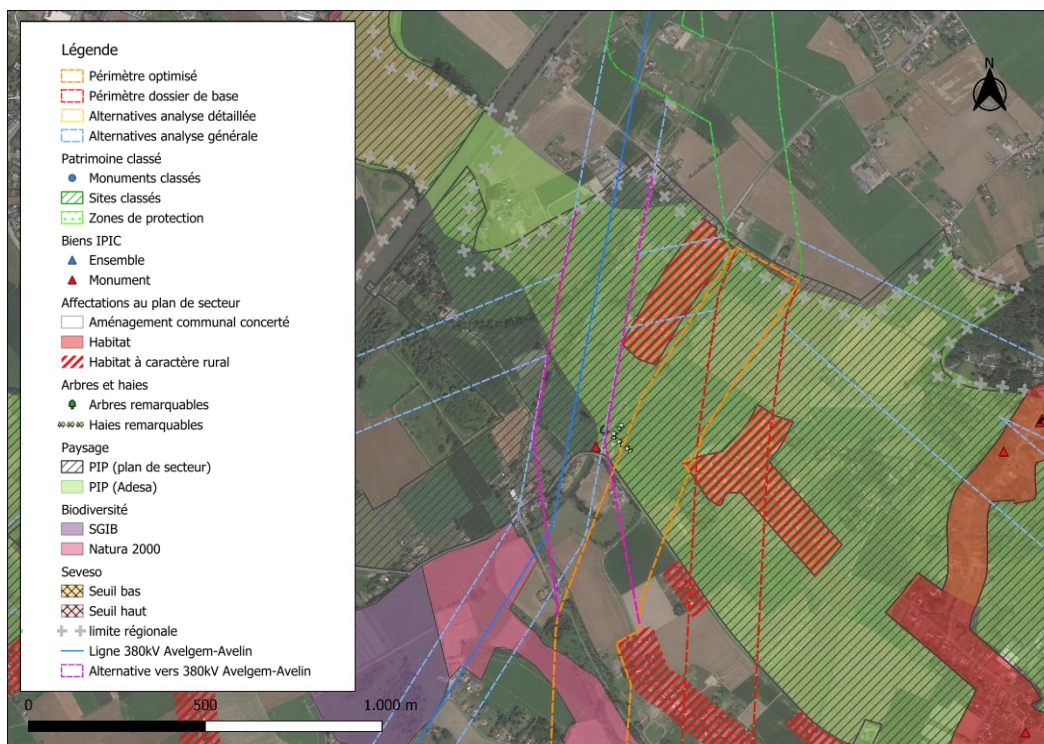 Légende
Périmètre optimisé
Périmètre dossier de base
Alternatives analyse détaillée
Alternatives analyse générale
Patrimoine classé
Monuments classés
Sites classés
Zones de protection
Biens IPIC
Ensemble
Monument
Affectations au plan de secteur
Aménagement communal concerté
Habitat
Habitat à caractère rural
Arbres et haies
Arbres remarquables
Haies remarquables
Paysage
PIP (plan de secteur)
PIP (Adesa)
Biodiversité
SGIB
Natura 2000
Seveso
Seuil bas
Seuil haut
limite régionale
Ligne 380kV Avelgem-Avelin
Alternative vers 380kV Avelgem-Avelin
0 500 1.000 m
N